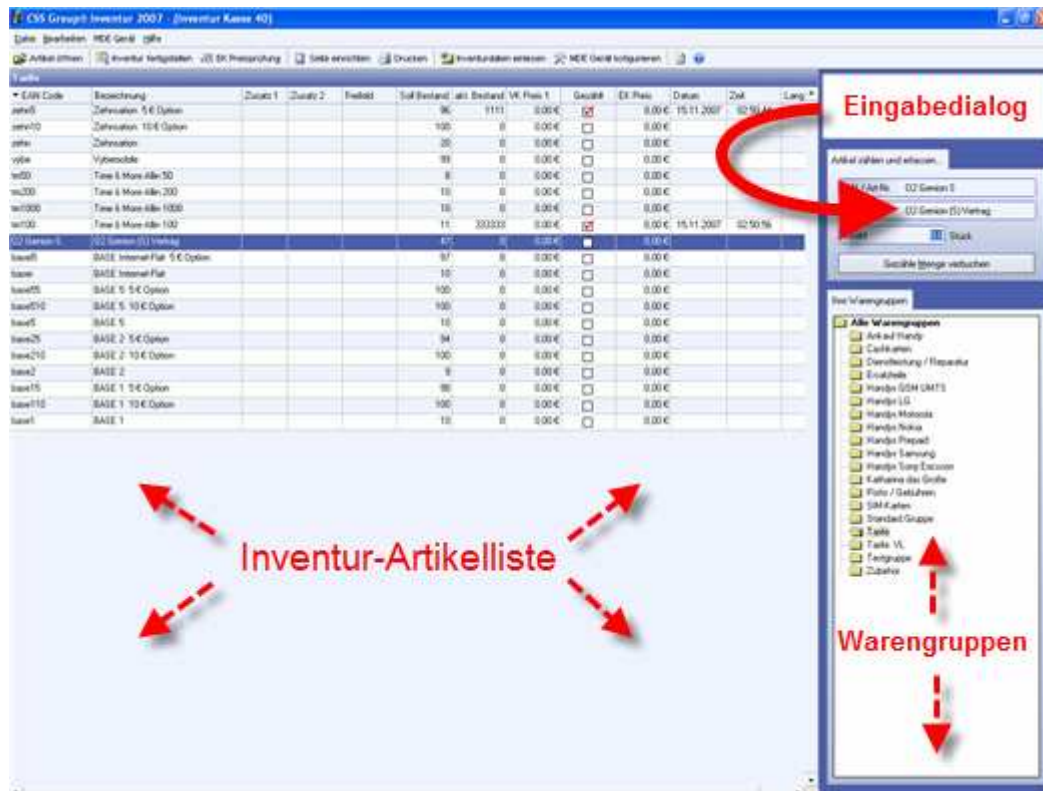 CSS Groupit Inventur 2007 - [Inventur Kasse 40]
Datei Bearbeiten MDE Gerät Hilfe
Artikel öffnen Inventur fertigstellen EK Preisprüfung Seite einrichten Drucken Inventurdaten einlesen MDE Gerät konfigurieren
Tarife
EAN Code Bezeichnung Zusatz 1 Zusatz 2 Freifeld Soll Bestand akt. Bestand VK Preis 1 Gezählt EK Preis Datum Zeit Lang
zehn5 Zehnsation 5 € Option 96 1111 0,00 € 0,00 € 15.11.2007
zehn10 Zehnsation 10 € Option 100 0 0,00 € 0,00 €
zehn Zehnsation 20 0 0,00 € 0,00 €
vybe Vybemobile 99 0 0,00 € 0,00 €
tm50 Time & More Aller 50 8 0 0,00 € 0,00 €
tm200 Time & More Aller 200 10 0 0,00 € 0,00 €
tm1000 Time & More Aller 1000 10 0 0,00 € 0,00 €
tm100 Time & More Aller 100 11 333333 0,00 € 0,00 € 15.11.2007 02:50:56
O2 Genion S O2 Genion (S) Vertrag 47 0 0,00 € 0,00 €
baseifl5 BASE Internet-Flat 5 € Option 97 0 0,00 € 0,00 €
BASE Internet-Flat 10 0 0,00 € 0,00 €
base55 BASE 5 5 € Option 100 0 0,00 € 0,00 €
base510 BASE 5 10 € Option 100 0 0,00 € 0,00 €
base5 BASE 5 10 0 0,00 € 0,00 €
base25 BASE 2 5 € Option 94 0 0,00 € 0,00 €
base210 BASE 2 10 € Option 100 0 0,00 € 0,00 €
base2 BASE 2 9 0 0,00 € 0,00 €
base15 BASE 1 5 € Option 98 0 0,00 € 0,00 €
base110 BASE 1 10 € Option 100 0 0,00 € 0,00 €
base1 BASE 1 10 0 0,00 € 0,00 €
Inventur-Artikelliste
Eingabedialog
Artikel zählen und erfassen...
O2 Genion S
O2 Genion (S) Vertrag
Stück
Gezählte Menge verbuchen
Ihre Warengruppen
Alle Warengruppen
Ankauf Handy
Cashkarten
Dienstleistung / Reparatur
Ersatzteile
Handys GSM UMTS
Handys LG
Handys Motorola
Handys Nokia
Handys Prepaid
Handys Samsung
Handys Sony Ericsson
Katharina das Große
Porto / Gebühren
SIM-Karten
Standard Gruppe
Tarife
Tarife VL
Testgruppe
Zubehör
Warengruppen